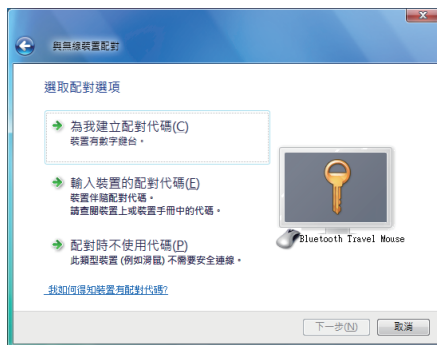 與無線裝置配對
選取配對選項
為我建立配對代碼(C)
裝置有數字鍵台。
輸入裝置的配對代碼(E)
裝置伴隨配對代碼。
請查閱裝置上或裝置手冊中的代碼。
Bluetooth Travel Mouse
配對時不使用代碼(P)
此類型裝置 (例如滑鼠) 不需要安全連線。
我如何得知裝置有配對代碼?
下一步(N)
取消